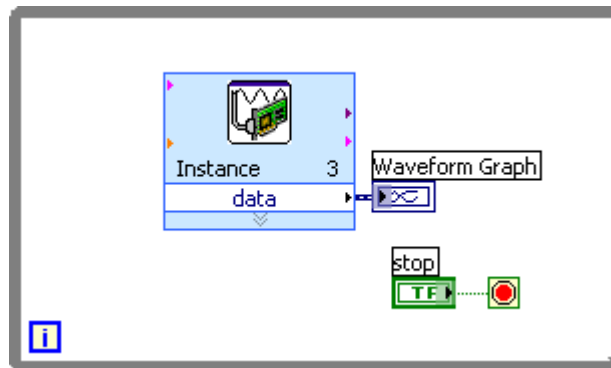 Instance 3
Waveform Graph
data
stop
TF
i